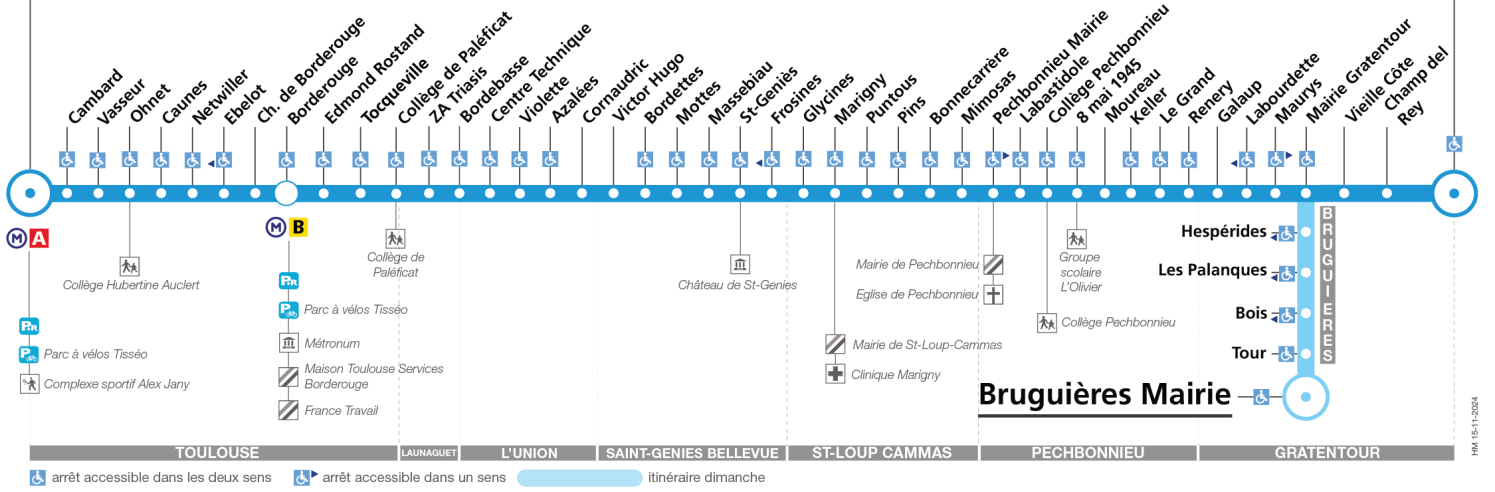 Cambard
Vasseur
Ohnet
Caunes
Netwiller
Ebelot
Ch. de Borderouge
Borderouge
Edmond Rostand
Tocqueville
Collège de Paléficat
ZA Triasis
Bordebasse
Centre Technique
Violette
Azalées
Cornaudric
Victor Hugo
Bordettes
Mottes
Massebiau
St-Geniès
Frosines
Glycines
Marigny
Puntous
Pins
Bonnecarrère
Mimosas
Pechbonnieu Mairie
Labastidole
Collège Pechbonnieu
8 mai 1945
Moureau
Keller
Le Grand
Renery
Galaup
Labourdette
Maurys
Mairie Gratentour
Vieille Côte
Champ del
Rey
M A
M B
Collège Hubertine Auclert
Collège de
Paléficat
Château de St-Genies
Mairie de Pechbonnieu
Eglise de Pechbonnieu
Groupe
scolaire
L'Olivier
Collège Pechbonnieu
Mairie de St-Loup-Cammas
Clinique Marigny
P+R
P
Parc à vélos Tisséo
Complexe sportif Alex Jany
P+R
P
Parc à vélos Tisséo
Métronum
Maison Toulouse Services
Borderouge
France Travail
Hespérides
Les Palanques
Bois
Tour
BRUGUIERES
Bruguières Mairie
HM 15-11-2024
TOULOUSE
LAUNAGUET
L'UNION
SAINT-GENIES BELLEVUE
ST-LOUP CAMMAS
PECHBONNIEU
GRATENTOUR
arrêt accessible dans les deux sens
arrêt accessible dans un sens
itinéraire dimanche